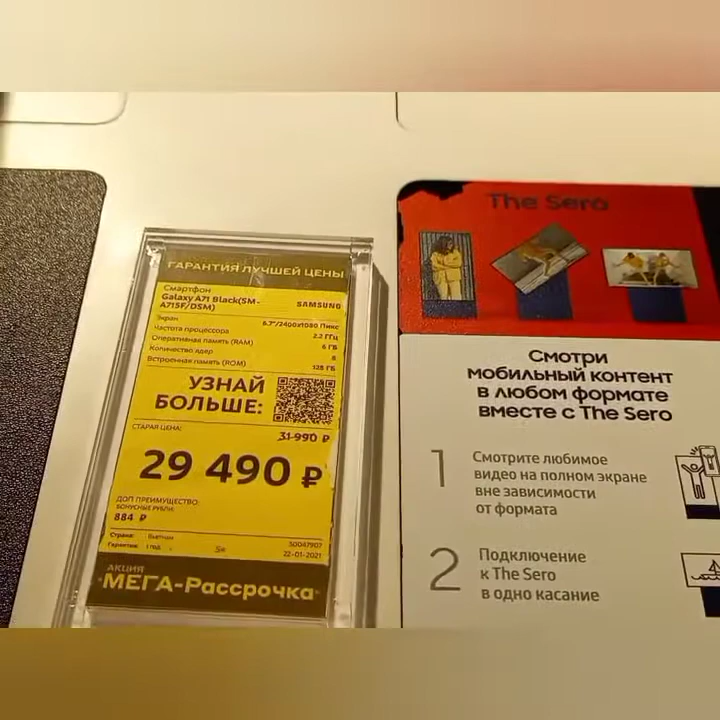 ГАРАНТИЯ ЛУЧШЕЙ ЦЕНЫ
Смартфон
Galaxy A71 Black(SM-
A715F/DSM)
SAMSUNG
Экран 6.7"/2400x1080 Пикс
Частота процессора 2.2 ГГц
Оперативная память (RAM) 6 ГБ
Количество ядер 8
Встроенная память (ROM) 128 ГБ
УЗНАЙ
БОЛЬШЕ:
СТАРАЯ ЦЕНА:
31 990 ₽
29 490 ₽
ДОП ПРЕИМУЩЕСТВО:
БОНУСНЫЕ РУБЛИ:
884 ₽
Страна: Вьетнам 50047907
Гарантия: 1 год 22-01-2021
АКЦИЯ
МЕГА-Рассрочка
The Sero
Смотри
мобильный контент
в любом формате
вместе с The Sero
1 Смотрите любимое
видео на полном экране
вне зависимости
от формата
2 Подключение
к The Sero
в одно касание